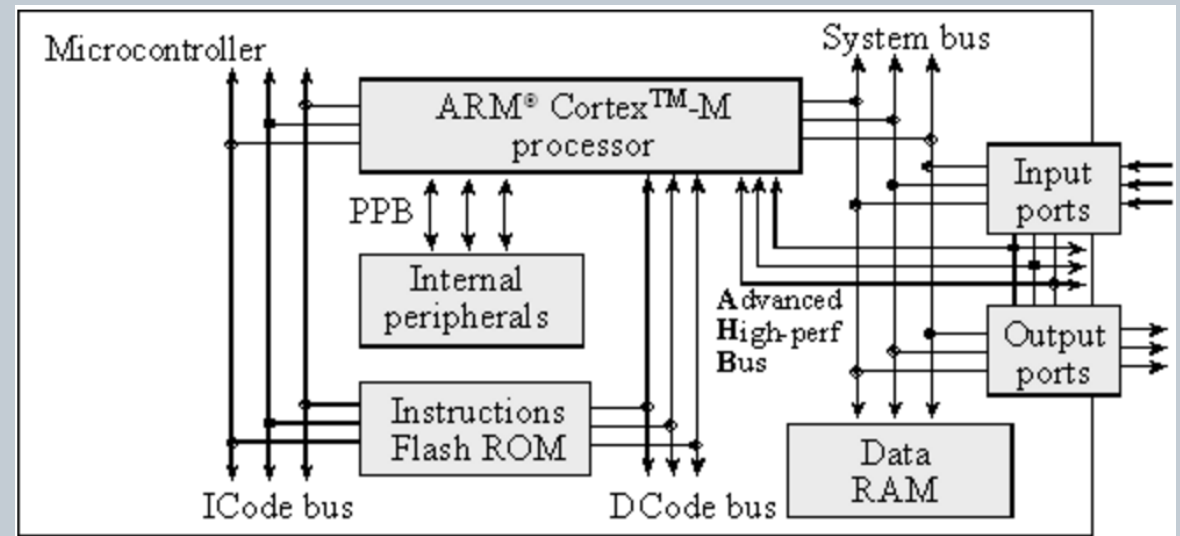 Microcontroller
System bus
ARM® Cortex™-M
processor
Input
ports
PPB
Internal
peripherals
Advanced
High-perf
Bus
Output
ports
Instructions
Flash ROM
Data
RAM
ICode bus
DCode bus